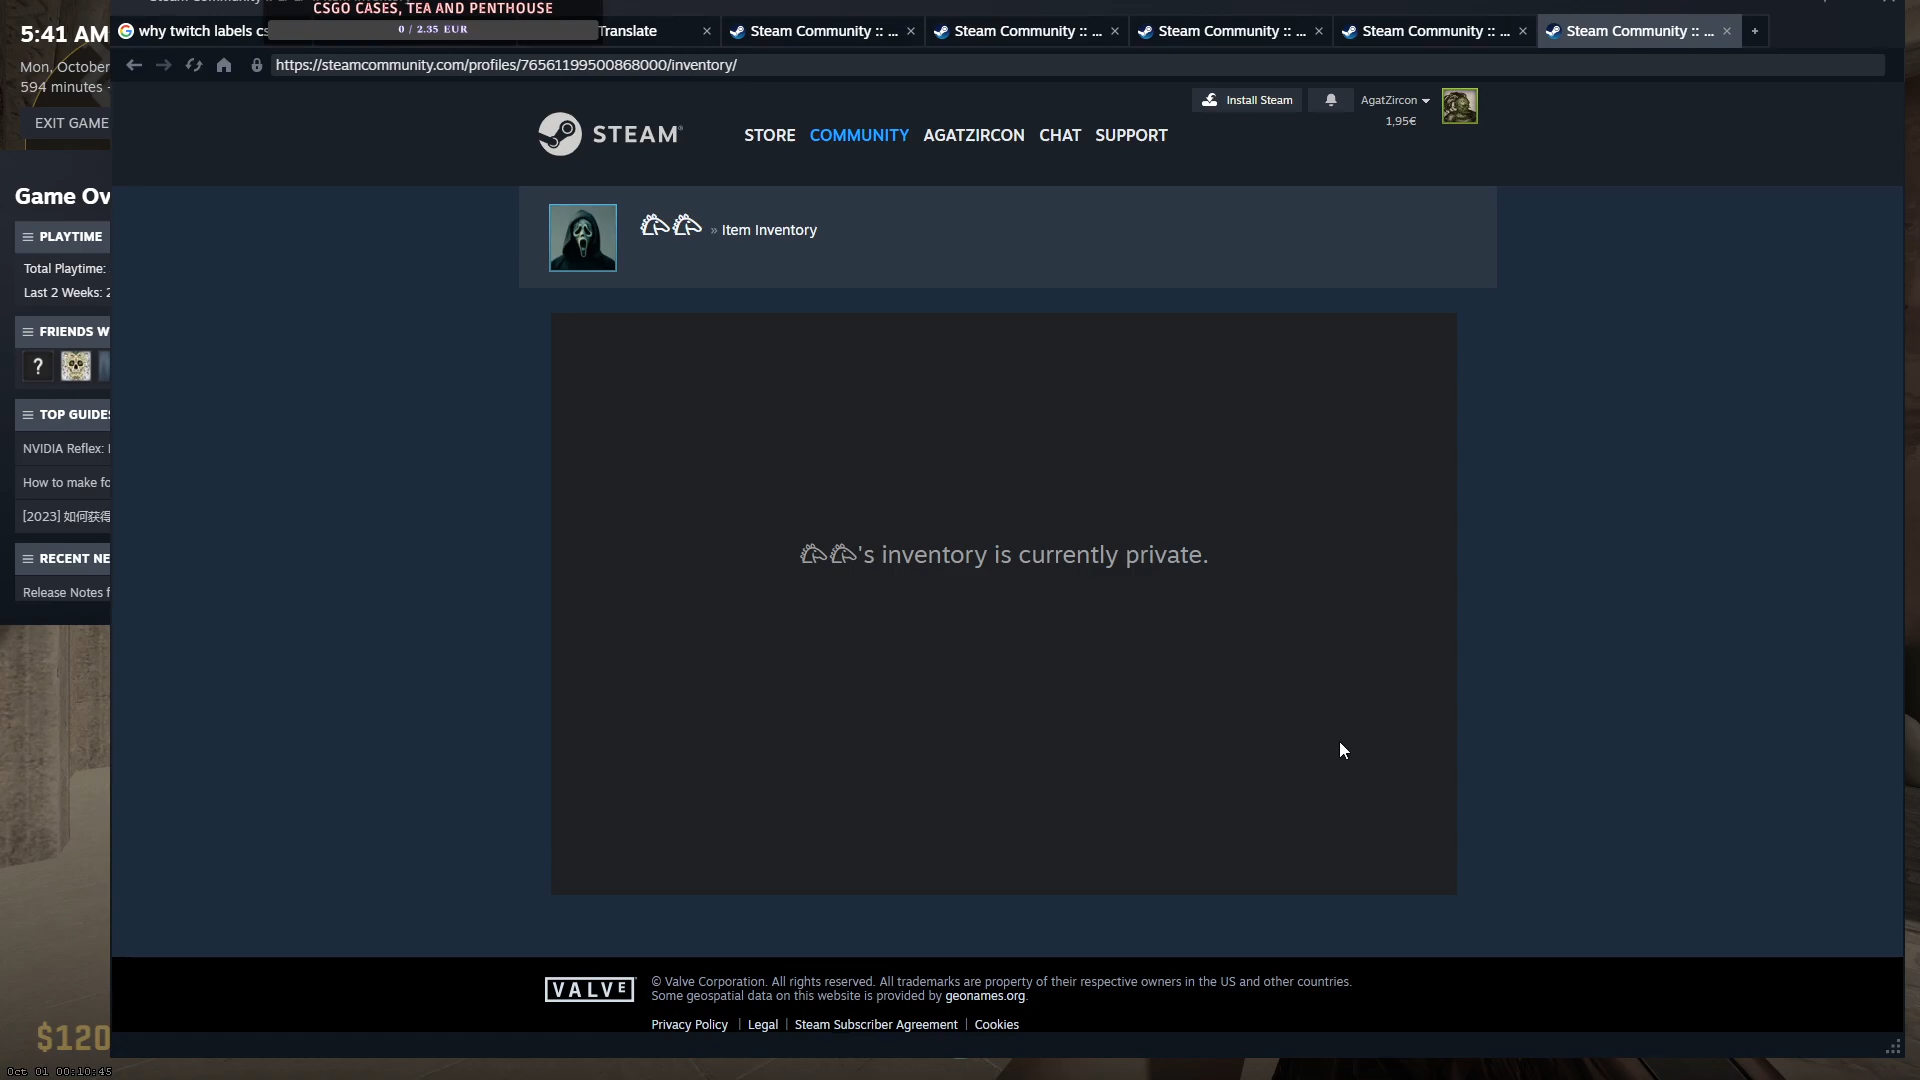 CSGO CASES, TEA AND PENTHOUSE
0 / 2.35 EUR
5:41 AM
Mon, October
594 minutes
EXIT GAME
why twitch labels cs
Translate
Steam Community :: ...
Steam Community :: ...
Steam Community :: ...
Steam Community :: ...
Steam Community :: ...
https://steamcommunity.com/profiles/76561199500868000/inventory/
Install Steam
AgatZircon
1,95€
STEAM
STORE COMMUNITY AGATZIRCON CHAT SUPPORT
» Item Inventory
Game Ov
PLAYTIME
Total Playtime:
Last 2 Weeks: 2
FRIENDS W
?
TOP GUIDES
NVIDIA Reflex:
How to make fo
[2023] 如何获得
RECENT NE
Release Notes f
's inventory is currently private.
VALVE
© Valve Corporation. All rights reserved. All trademarks are property of their respective owners in the US and other countries.
Some geospatial data on this website is provided by geonames.org.
Privacy Policy | Legal | Steam Subscriber Agreement | Cookies
$120
Oct 01 00:10:45